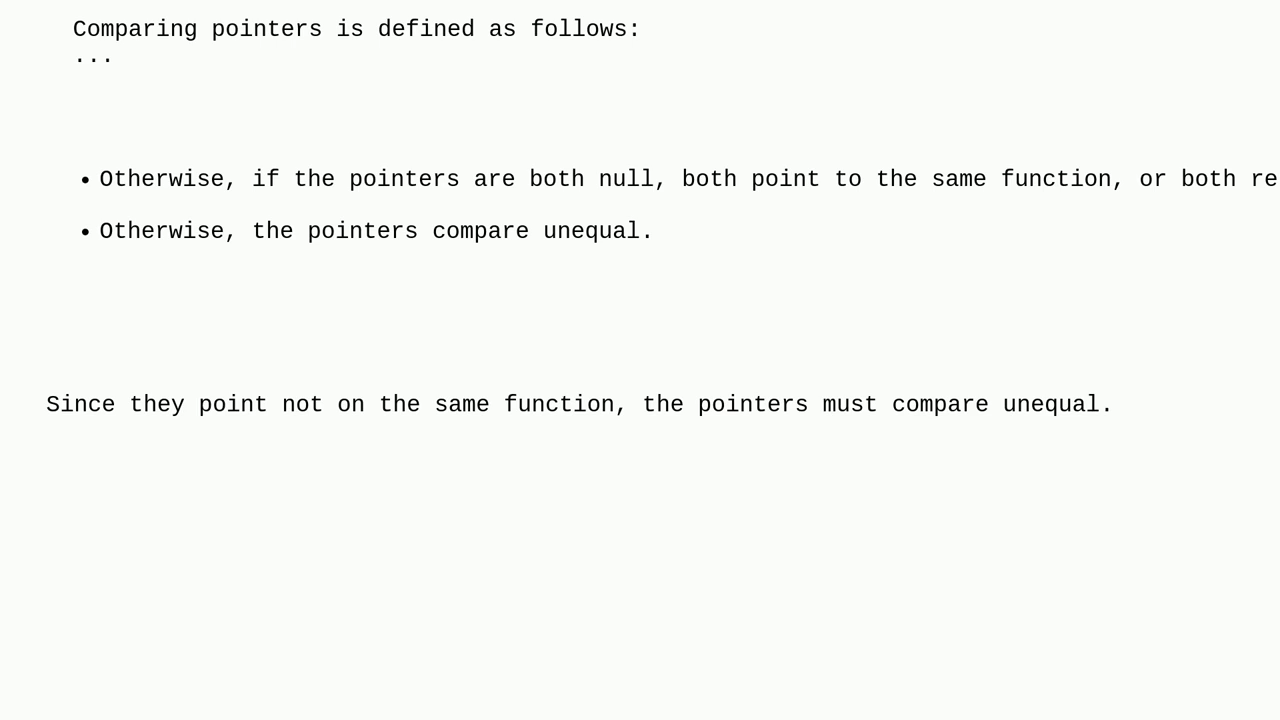 Comparing pointers is defined as follows:
...
• Otherwise, if the pointers are both null, both point to the same function, or both re
• Otherwise, the pointers compare unequal.
Since they point not on the same function, the pointers must compare unequal.